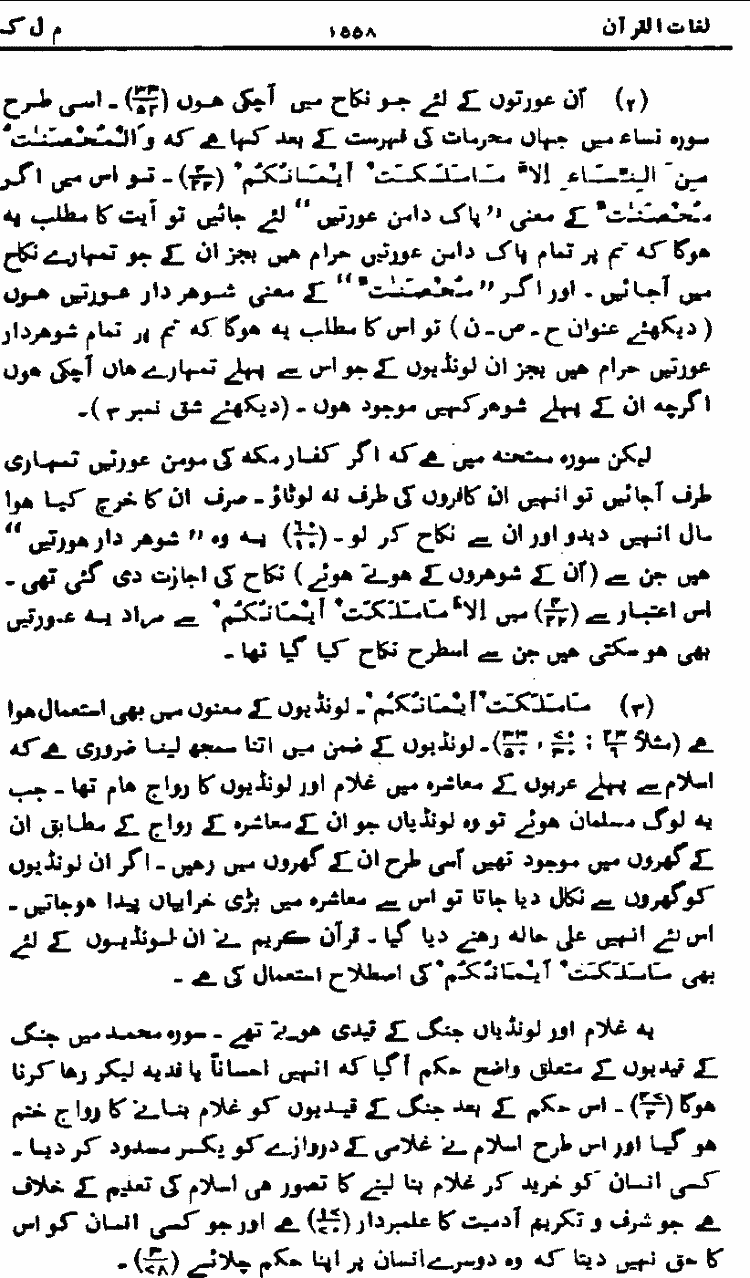 لغات القرآن ۱۵۵۸ م ل ک
(۲) اُن عورتوں کے لئے جو نکاح میں آچکی ہوں (۳۳/۵۲) ۔ اسی طرح
سورہ نساء میں جہاں محرمات کی فہرست کے بعد کہا ہے کہ وَالْمُحْصَنٰتُ
مِنَ النِّسَاءِ اِلَّا مَامَلَكَتْ اَيْمَانُكُمْ (۴/۲۴) ۔ تو اس میں اگر
مُحْصَنٰتُ کے معنی ”پاک دامن عورتیں“ لئے جائیں تو آیت کا مطلب یہ
ہوگا کہ تم پر تمام پاک دامن عورتیں حرام ہیں بجز ان کے جو تمہارے نکاح
میں آجائیں ۔ اور اگر ”مُحْصَنٰتُ“ کے معنی شوہر دار عورتیں ہوں
(دیکھئے عنوان ح ۔ ص ۔ ن) تو اس کا مطلب یہ ہوگا کہ تم پر تمام شوہردار
عورتیں حرام ہیں بجز ان لونڈیوں کے جو اس سے پہلے تمہارے ہاں آچکی ہوں
اگرچہ ان کے پہلے شوہر کہیں موجود ہوں ۔ (دیکھئے شق نمبر ۳) ۔
لیکن سورہ ممتحنہ میں ہے کہ اگر کفار مکہ کی مومن عورتیں تمہاری
طرف آجائیں تو انہیں ان کافروں کی طرف نہ لوٹاؤ ۔ صرف ان کا خرچ کیا ہوا
مال انہیں دیدو اور ان سے نکاح کر لو ۔ (۶۰/۱۰) یہ وہ ”شوہر دار عورتیں“
ہیں جن سے (اُن کے شوہروں کے ہوتے ہوئے) نکاح کی اجازت دی گئی تھی ۔
اس اعتبار سے (۴/۲۴) میں اِلَّا مَامَلَكَتْ اَيْمَانُكُمْ سے مراد یہ عورتیں
بھی ہو سکتی ہیں جن سے اسطرح نکاح کیا گیا تھا ۔
(۳) مَامَلَكَتْ اَيْمَانُكُمْ ۔ لونڈیوں کے معنوں میں بھی استعمال ہوا
ہے (مثلاً ۲۳/۶ ؛ ۷۰/۳۰ ، ۳۳/۵۰) ۔ لونڈیوں کے ضمن میں اتنا سمجھ لینا ضروری ہے کہ
اسلام سے پہلے عربوں کے معاشرہ میں غلام اور لونڈیوں کا رواج عام تھا ۔ جب
یہ لوگ مسلمان ہوئے تو وہ لونڈیاں جو ان کے معاشرہ کے رواج کے مطابق ان
کے گھروں میں موجود تھیں اُسی طرح ان کے گھروں میں رہیں ۔ اگر ان لونڈیوں
کو گھروں سے نکال دیا جاتا تو اس سے معاشرہ میں بڑی خرابیاں پیدا ہوجاتیں ۔
اس لئے انہیں علی حالہ رہنے دیا گیا ۔ قرآن کریم نے ان لونڈیوں کے لئے
بھی مَامَلَكَتْ اَيْمَانُكُمْ کی اصطلاح استعمال کی ہے ۔
یہ غلام اور لونڈیاں جنگ کے قیدی ہوتے تھے ۔ سورہ محمد میں جنگ
کے قیدیوں کے متعلق واضح حکم آگیا کہ انہیں احساناً یا فدیہ لیکر رہا کرنا
ہوگا (۴۷/۴) ۔ اس حکم کے بعد جنگ کے قیدیوں کو غلام بنانے کا رواج ختم
ہو گیا اور اس طرح اسلام نے غلامی کے دروازے کو یکسر مسدود کر دیا ۔
کسی انسان کو خرید کر غلام بنا لینے کا تصور ہی اسلام کی تعلیم کے خلاف
ہے جو شرف و تکریم آدمیت کا علمبردار (۱۷/۷۰) ہے اور جو کسی انسان کو اس
کا حق نہیں دیتا کہ وہ دوسرے انسان پر اپنا حکم چلائے (۳/۷۸) ۔